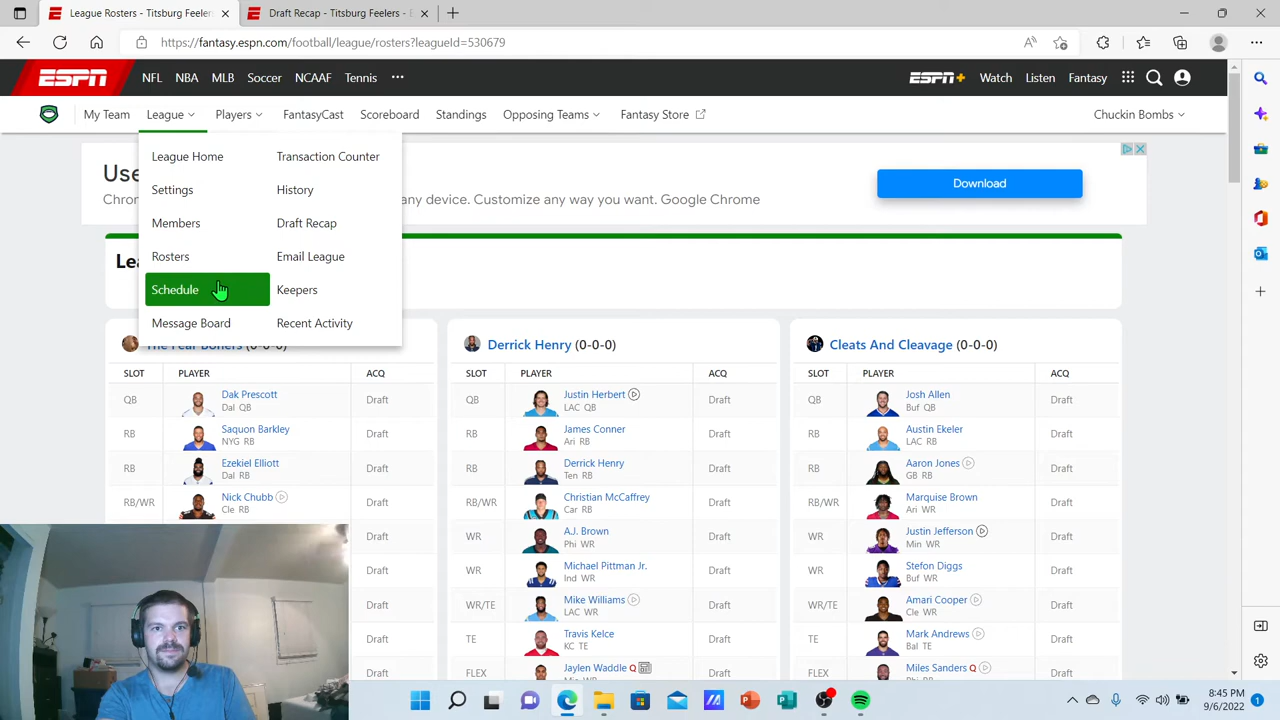 League Rosters - Titsburg Feelers -
Draft Recap - Titsburg Feelers - E
https://fantasy.espn.com/football/league/rosters?leagueId=530679
ESPN NFL NBA MLB Soccer NCAAF Tennis ESPN+ Watch Listen Fantasy
My Team League Players FantasyCast Scoreboard Standings Opposing Teams Fantasy Store Chuckin Bombs
League Home Transaction Counter
Settings History
Members Draft Recap
Rosters Email League
Schedule Keepers
Message Board Recent Activity
Use
Chro any device. Customize any way you want. Google Chrome
Download
Lea
The Fear Boners (0-0-0) Derrick Henry (0-0-0) Cleats And Cleavage (0-0-0)
SLOT PLAYER ACQ SLOT PLAYER ACQ SLOT PLAYER ACQ
QB Dak Prescott Draft QB Justin Herbert Draft QB Josh Allen Draft
Dal QB LAC QB Buf QB
RB Saquon Barkley Draft RB James Conner Draft RB Austin Ekeler Draft
NYG RB Ari RB LAC RB
RB Ezekiel Elliott Draft RB Derrick Henry Draft RB Aaron Jones Draft
Dal RB Ten RB GB RB
RB/WR Nick Chubb Draft RB/WR Christian McCaffrey Draft RB/WR Marquise Brown Draft
Cle RB Car RB Ari WR
Draft WR A.J. Brown Draft WR Justin Jefferson Draft
Phi WR Min WR
Draft WR Michael Pittman Jr. Draft WR Stefon Diggs Draft
Ind WR Buf WR
Draft WR/TE Mike Williams Draft WR/TE Amari Cooper Draft
LAC WR Cle WR
Draft TE Travis Kelce Draft TE Mark Andrews Draft
KC TE Bal TE
Draft FLEX Jaylen Waddle Q Draft FLEX Miles Sanders Q Draft
8:45 PM
9/6/2022